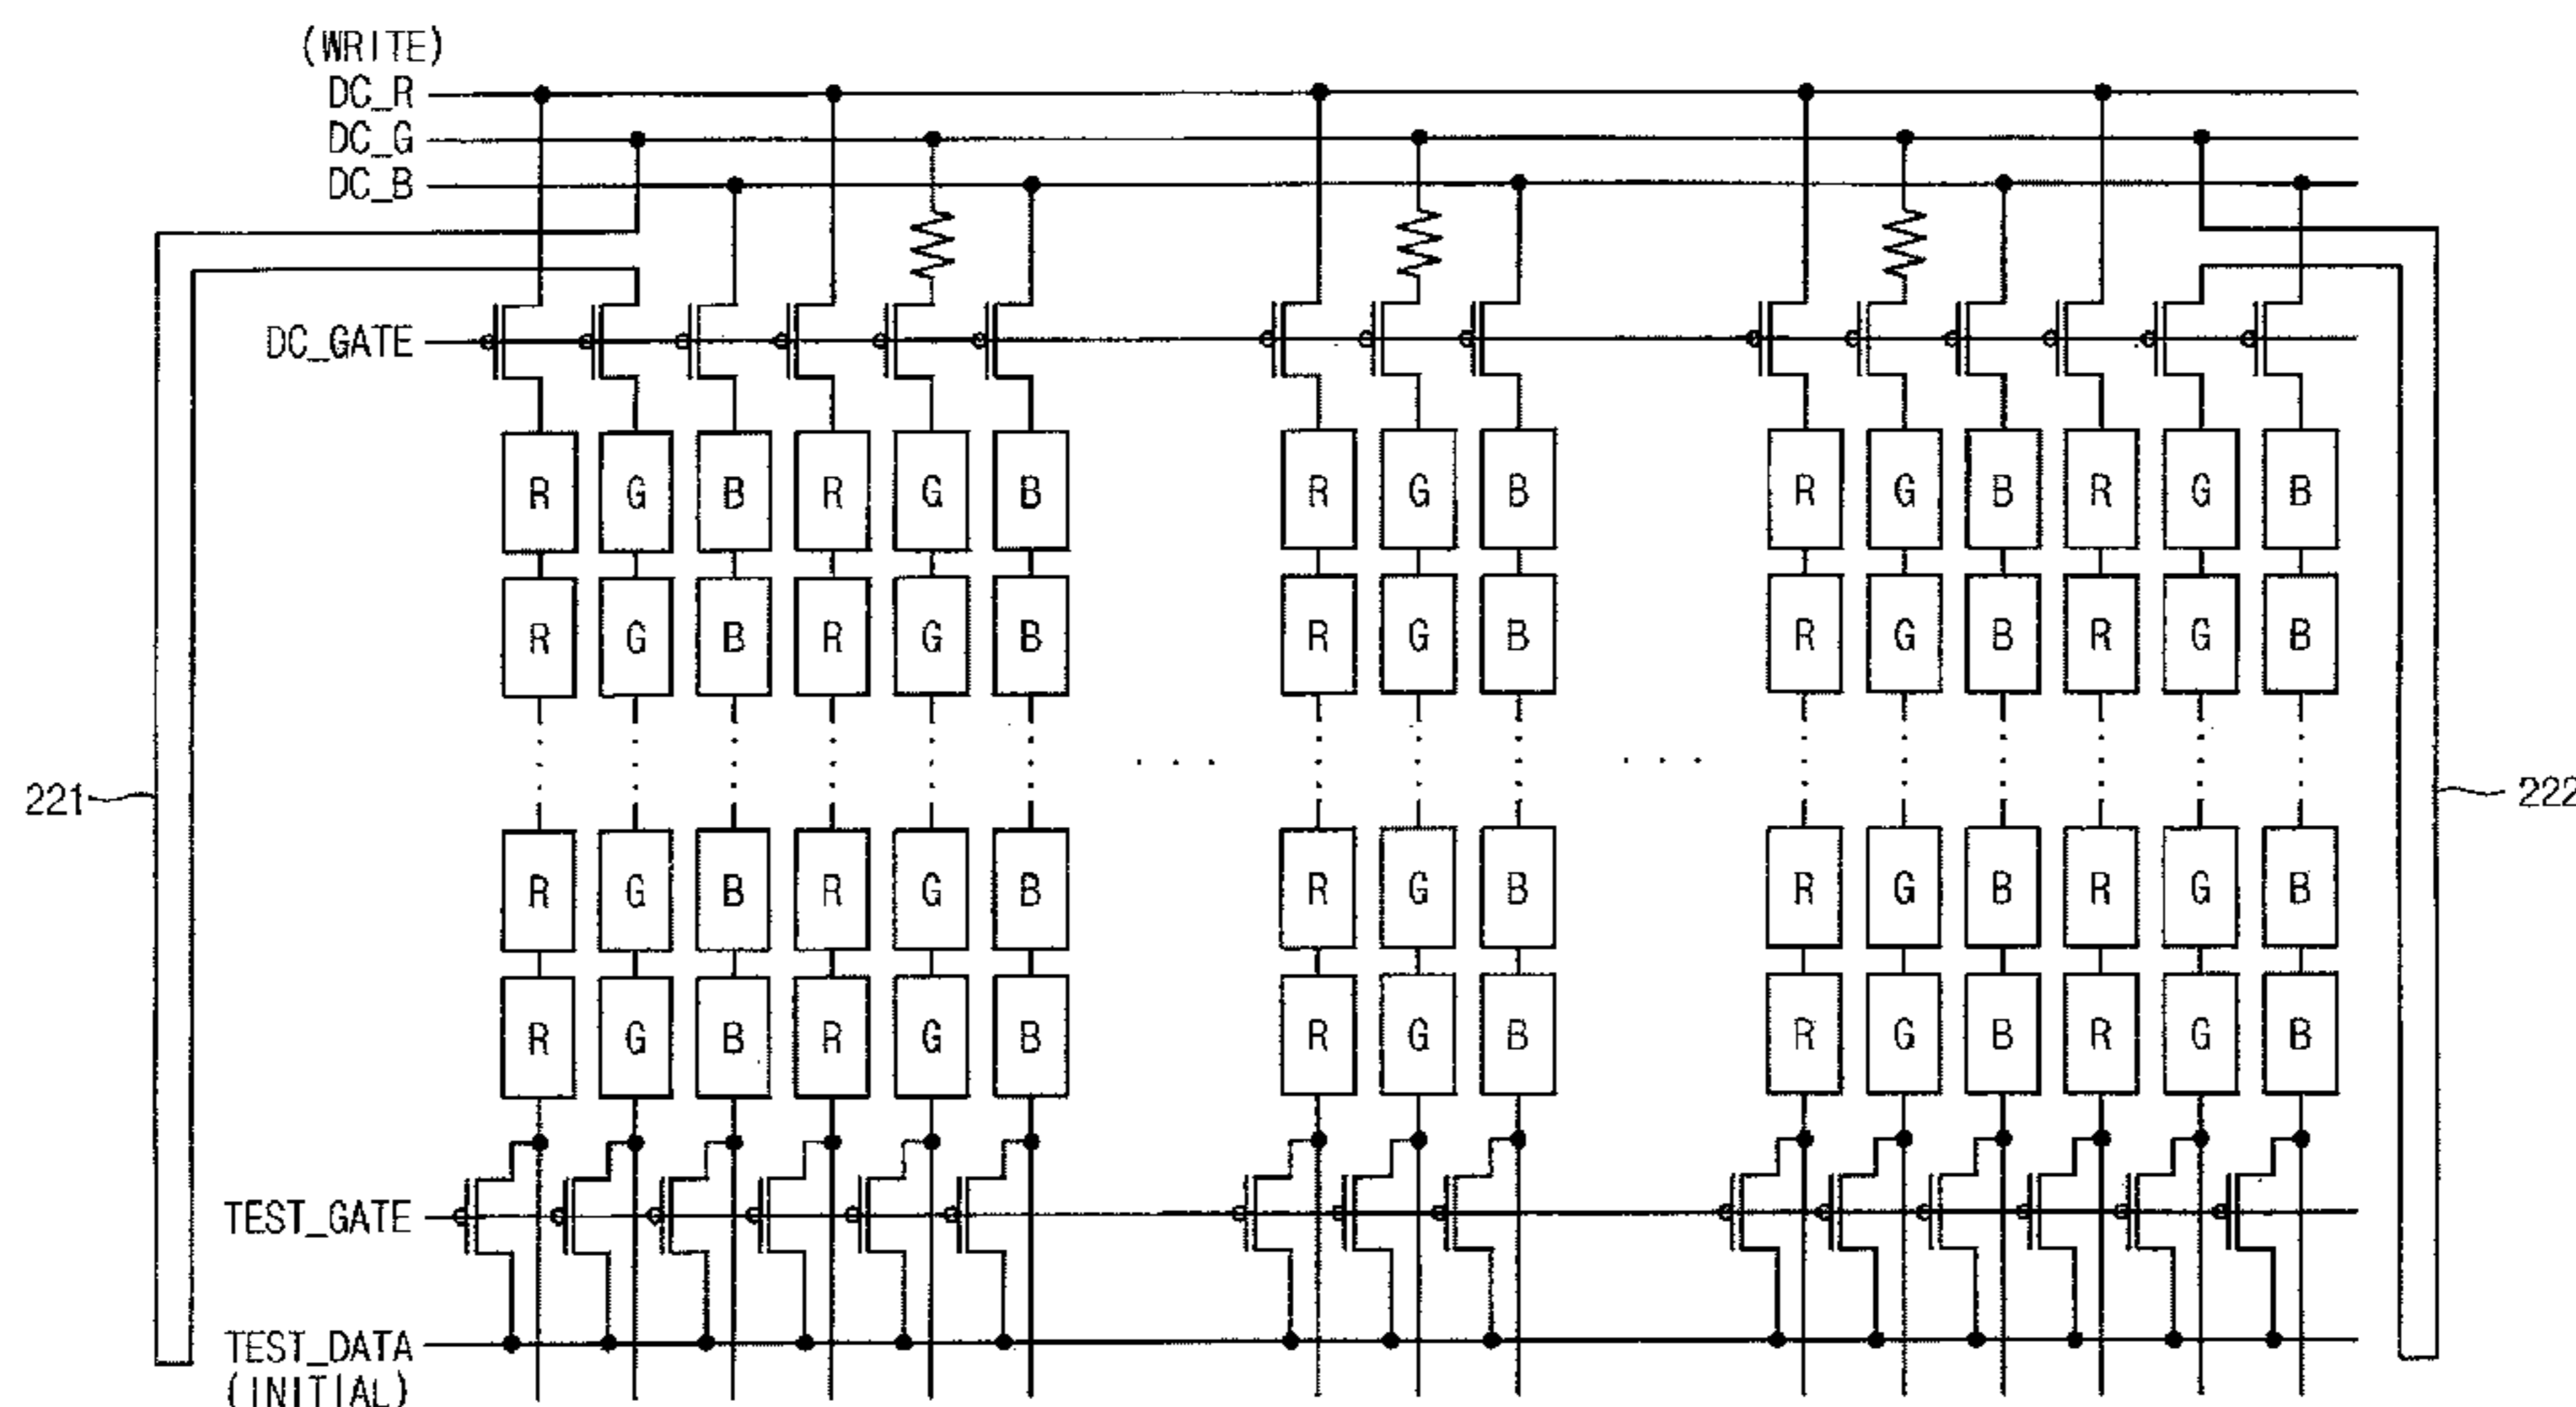 (WRITE)
DC_R
DC_G
DC_B
DC_GATE
R G B R G B R G B R G B R G B
R G B R G B R G B R G B R G B
221
222
R G B R G B R G B R G B R G B
R G B R G B R G B R G B R G B
TEST_GATE
TEST_DATA
(INITIAL)